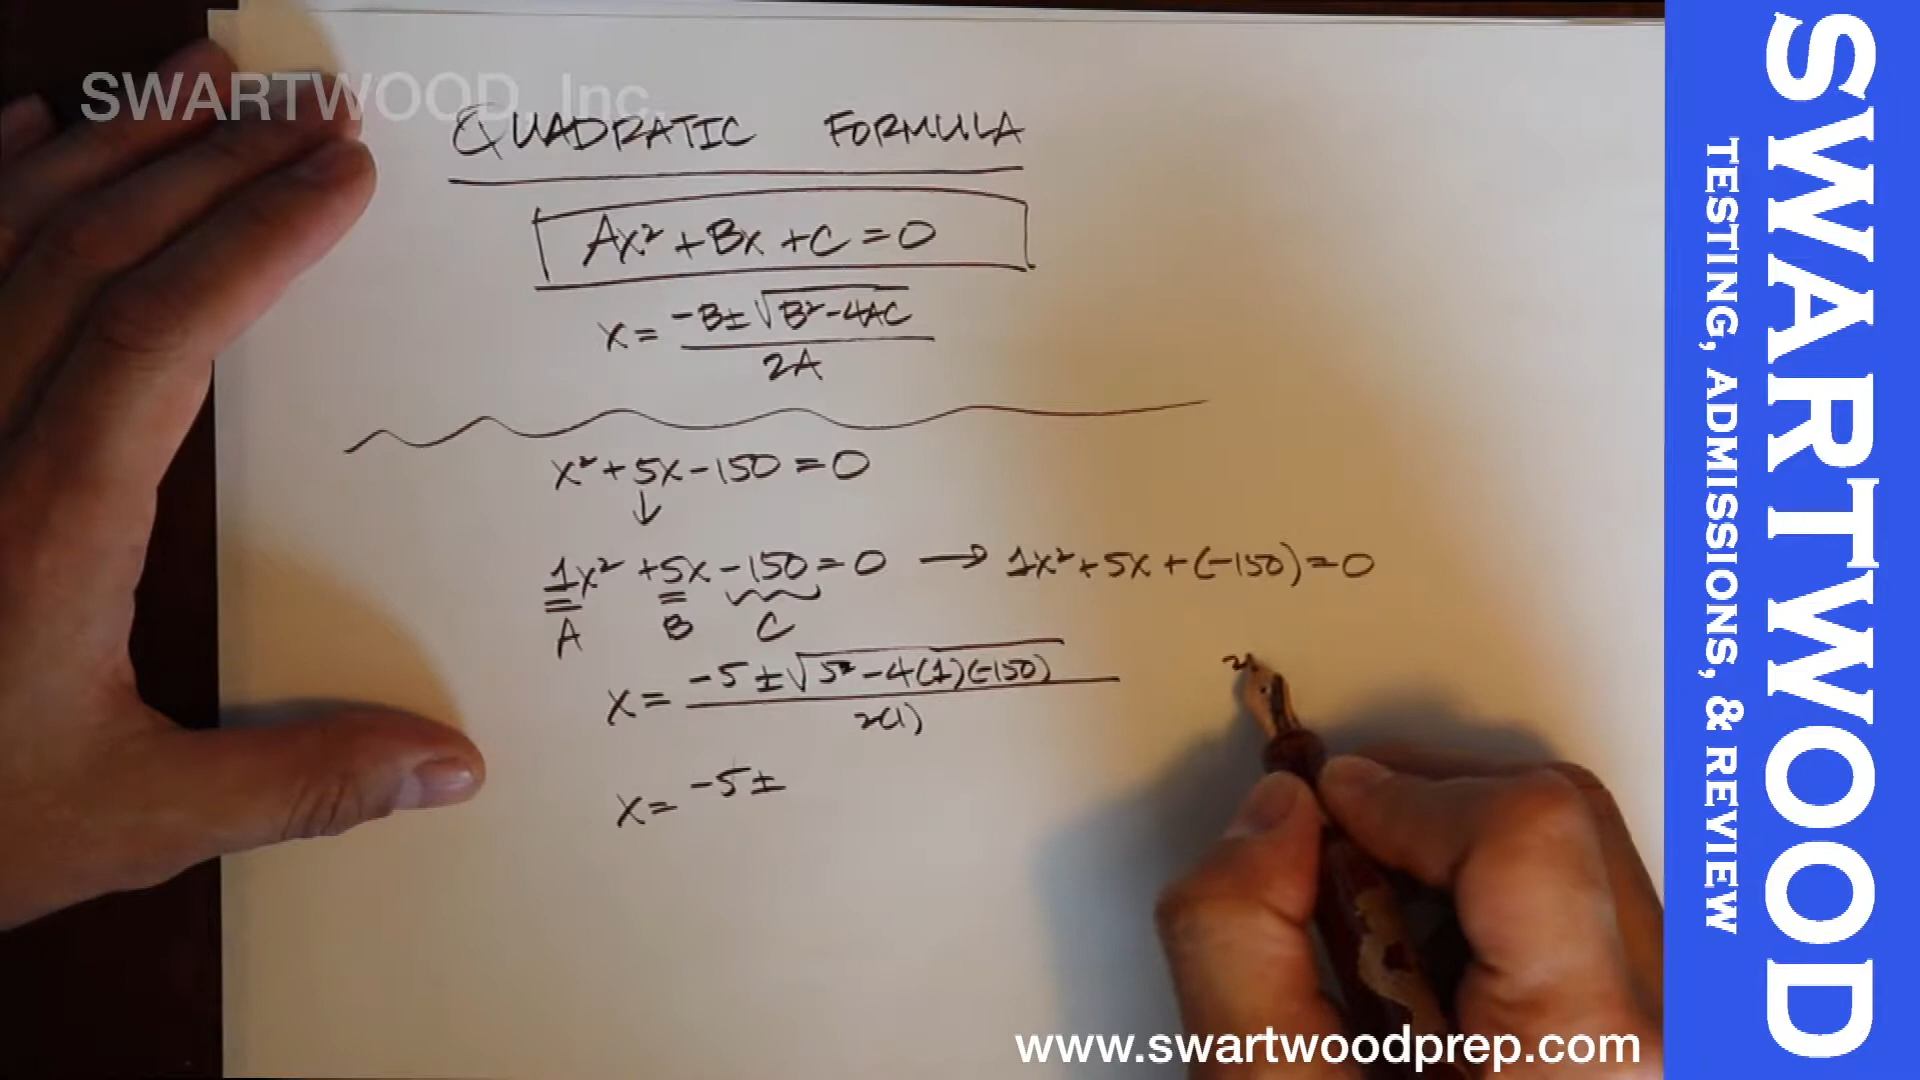 SWARTWOOD, Inc.
QUADRATIC FORMULA
Ax² + Bx + C = 0
x = (-B ± √(B² - 4AC)) / 2A
x² + 5x - 150 = 0
↓
1x² + 5x - 150 = 0 → 1x² + 5x + (-150) = 0
A B C
x = (-5 ± √(5² - 4(1)(-150))) / 2(1)
x = -5 ±
www.swartwoodprep.com
SWARTWOOD
TESTING, ADMISSIONS, & REVIEW